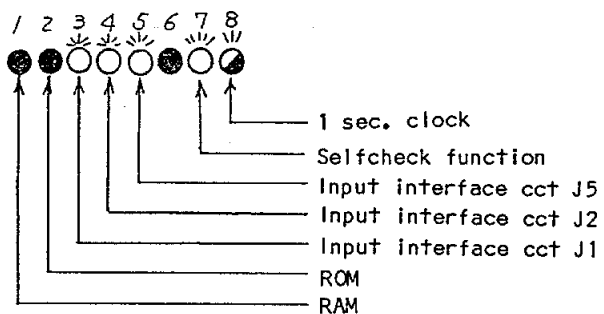 1 2 3 4 5 6 7 8
1 sec. clock
Selfcheck function
Input interface cct J5
Input interface cct J2
Input interface cct J1
ROM
RAM